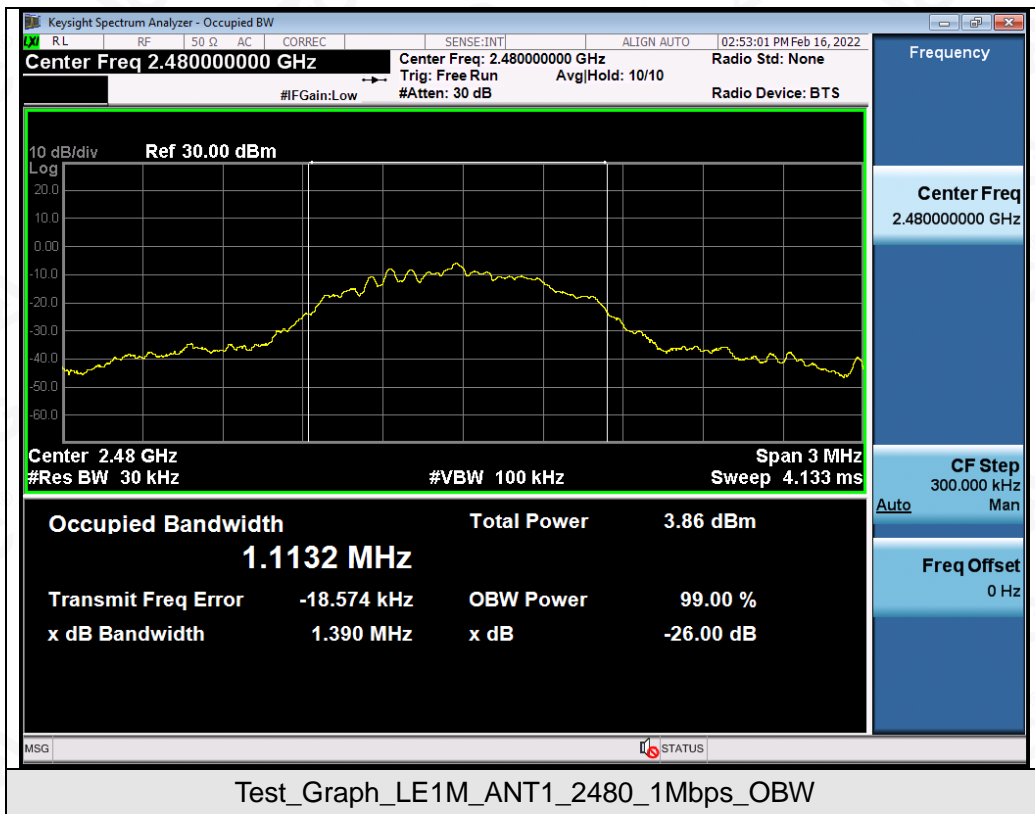 Keysight Spectrum Analyzer - Occupied BW
LXI RL RF 50 Ω AC CORREC SENSE:INT ALIGN AUTO 02:53:01 PM Feb 16, 2022
Center Freq 2.480000000 GHz Center Freq: 2.480000000 GHz Radio Std: None Frequency
Trig: Free Run Avg|Hold: 10/10
#IFGain:Low #Atten: 30 dB Radio Device: BTS
10 dB/div Ref 30.00 dBm
Log
20.0
10.0
0.00
-10.0
-20.0
-30.0
-40.0
-50.0
-60.0
Center 2.48 GHz Span 3 MHz
#Res BW 30 kHz #VBW 100 kHz Sweep 4.133 ms
Center Freq
2.480000000 GHz
CF Step
300.000 kHz
Auto Man
Freq Offset
0 Hz
Occupied Bandwidth Total Power 3.86 dBm
1.1132 MHz
Transmit Freq Error -18.574 kHz OBW Power 99.00 %
x dB Bandwidth 1.390 MHz x dB -26.00 dB
MSG STATUS
Test_Graph_LE1M_ANT1_2480_1Mbps_OBW